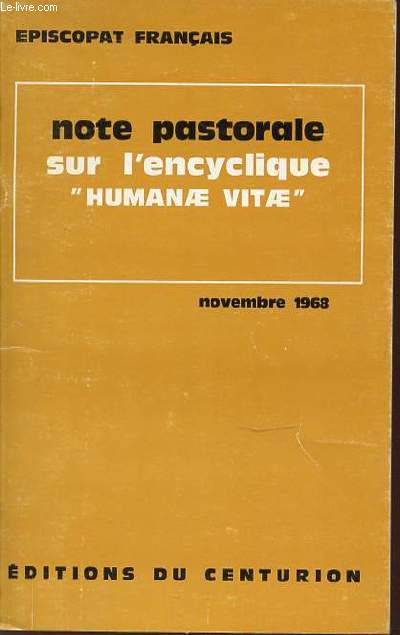 Le-livre.com
EPISCOPAT FRANÇAIS
note pastorale
sur l'encyclique
"HUMANÆ VITÆ"
novembre 1968
ÉDITIONS DU CENTURION